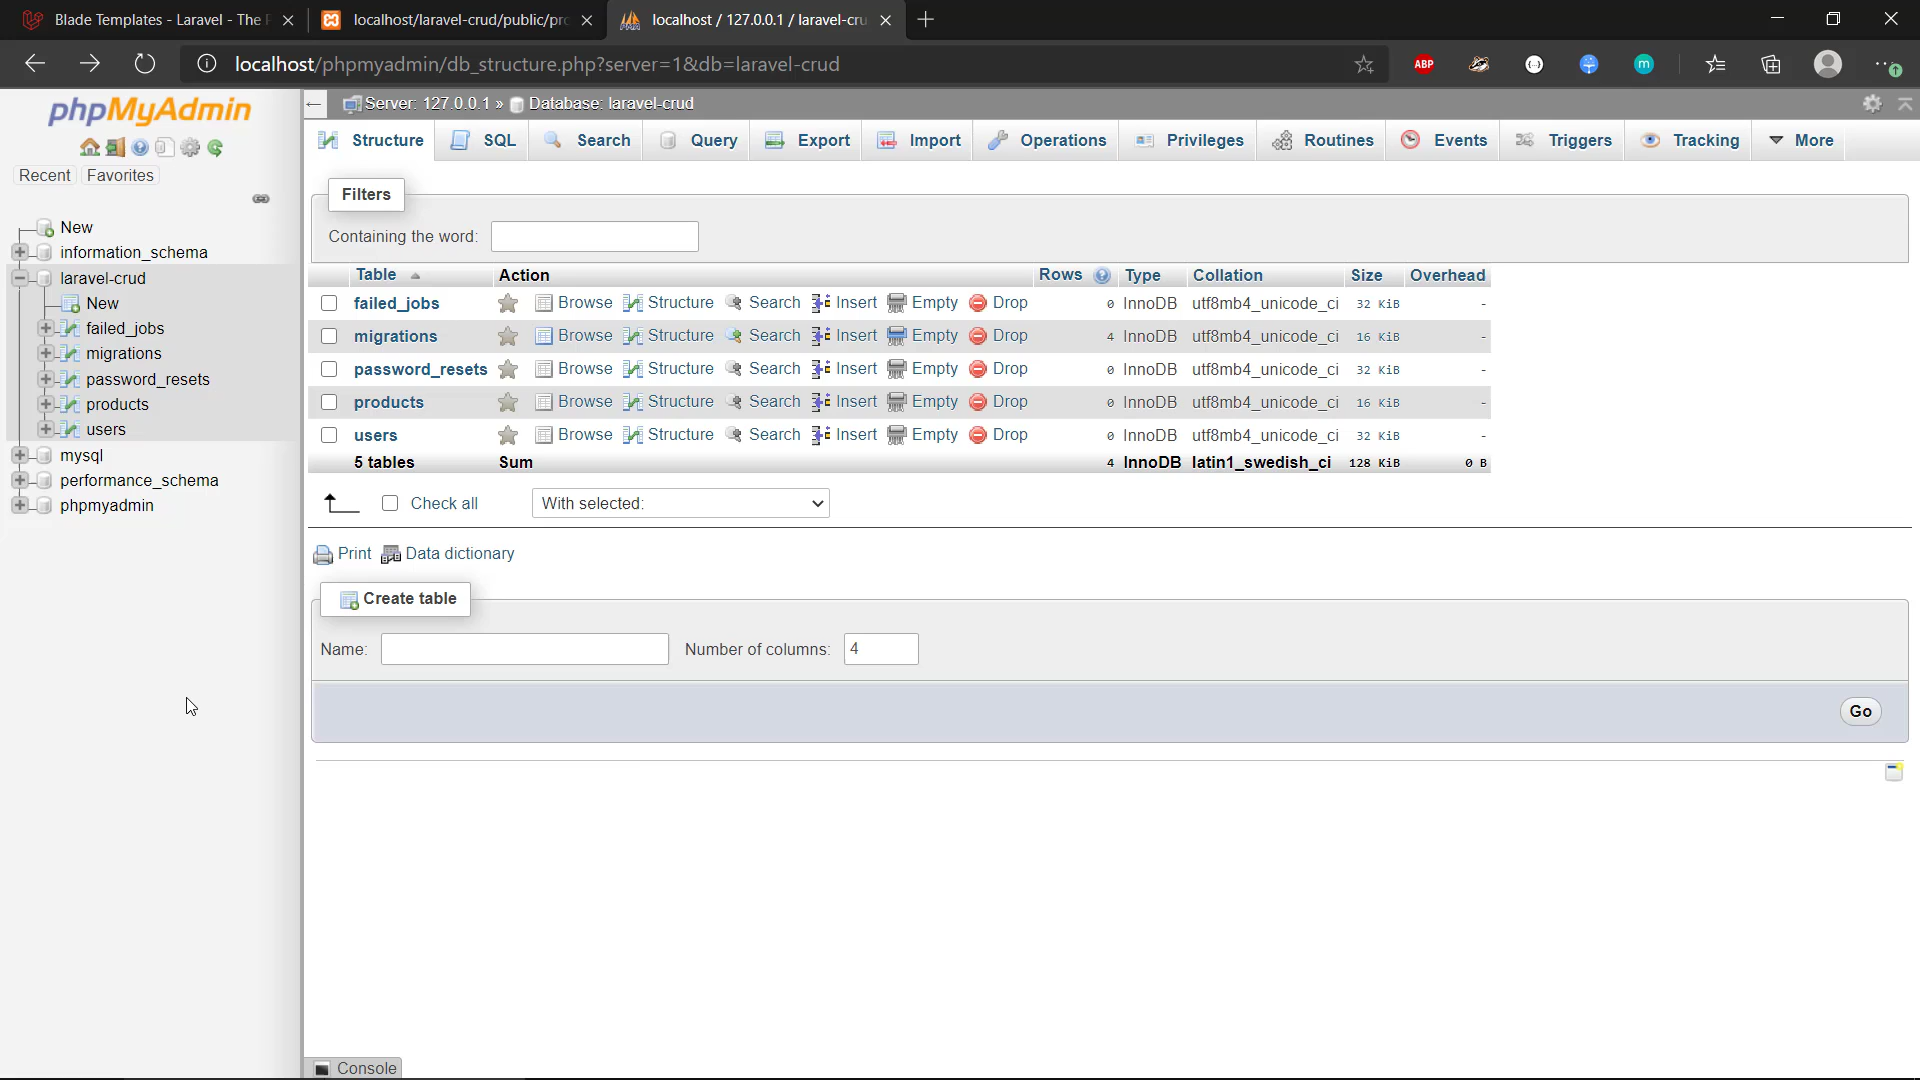 Blade Templates - Laravel - The
localhost/laravel-crud/public/pro
localhost / 127.0.0.1 / laravel-cru
localhost/phpmyadmin/db_structure.php?server=1&db=laravel-crud
ABP
m
phpMyAdmin
Recent Favorites
New
information_schema
laravel-crud
New
failed_jobs
migrations
password_resets
products
users
mysql
performance_schema
phpmyadmin
Server: 127.0.0.1 » Database: laravel-crud
Structure SQL Search Query Export Import Operations Privileges Routines Events Triggers Tracking More
Filters
Containing the word:
Table Action Rows Type Collation Size Overhead
failed_jobs Browse Structure Search Insert Empty Drop 0 InnoDB utf8mb4_unicode_ci 32 KiB -
migrations Browse Structure Search Insert Empty Drop 4 InnoDB utf8mb4_unicode_ci 16 KiB -
password_resets Browse Structure Search Insert Empty Drop 0 InnoDB utf8mb4_unicode_ci 32 KiB -
products Browse Structure Search Insert Empty Drop 0 InnoDB utf8mb4_unicode_ci 16 KiB -
users Browse Structure Search Insert Empty Drop 0 InnoDB utf8mb4_unicode_ci 32 KiB -
5 tables Sum 4 InnoDB latin1_swedish_ci 128 KiB 0 B
Check all With selected:
Print Data dictionary
Create table
Name: Number of columns: 4
Go
Console